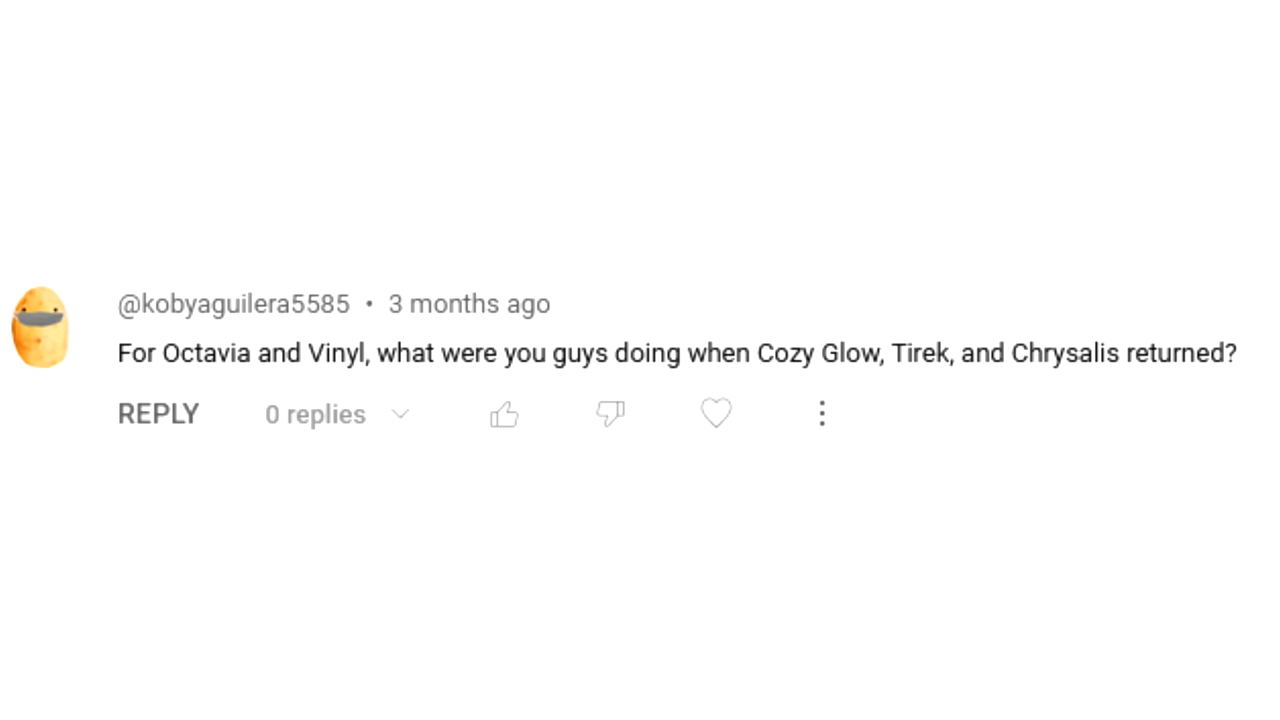 @kobyaguilera5585 • 3 months ago
For Octavia and Vinyl, what were you guys doing when Cozy Glow, Tirek, and Chrysalis returned?
REPLY 0 replies